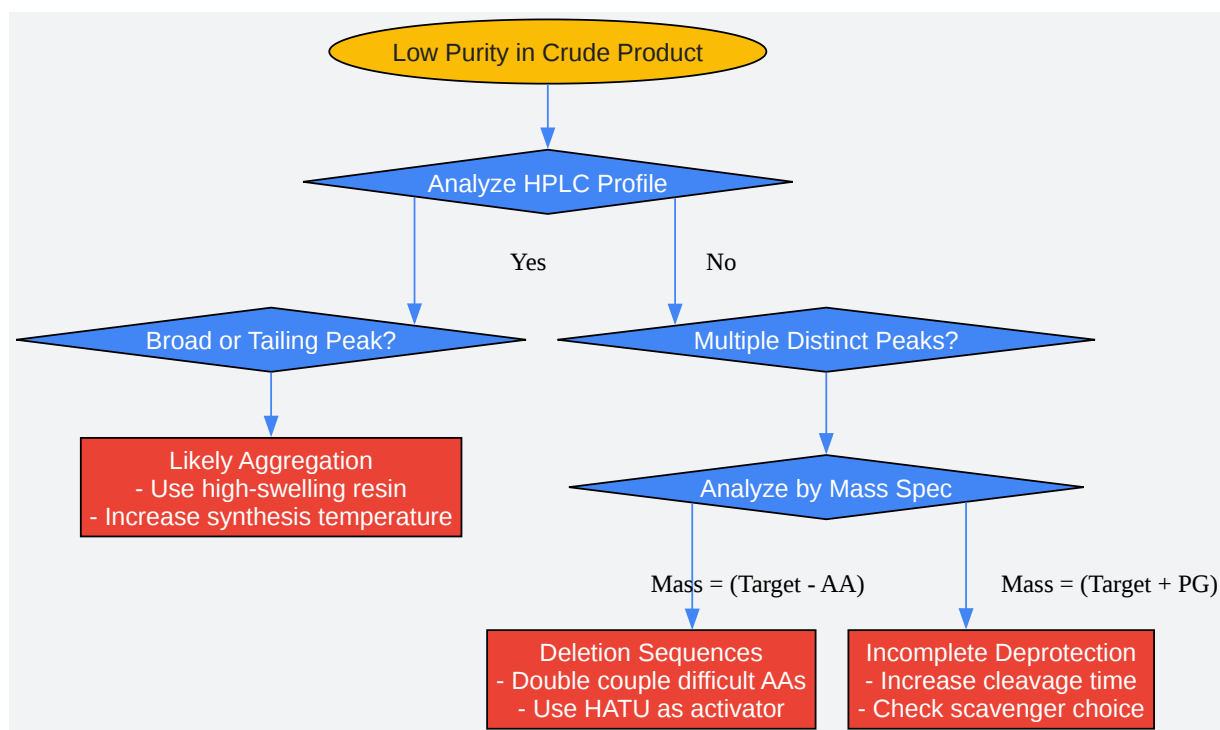 Low Purity in Crude Product
Analyze HPLC Profile
Yes
No
Broad or Tailing Peak?
Multiple Distinct Peaks?
Likely Aggregation
- Use high-swelling resin
- Increase synthesis temperature
Analyze by Mass Spec
Mass = (Target - AA)
Mass = (Target + PG)
Deletion Sequences
- Double couple difficult AAs
- Use HATU as activator
Incomplete Deprotection
- Increase cleavage time
- Check scavenger choice